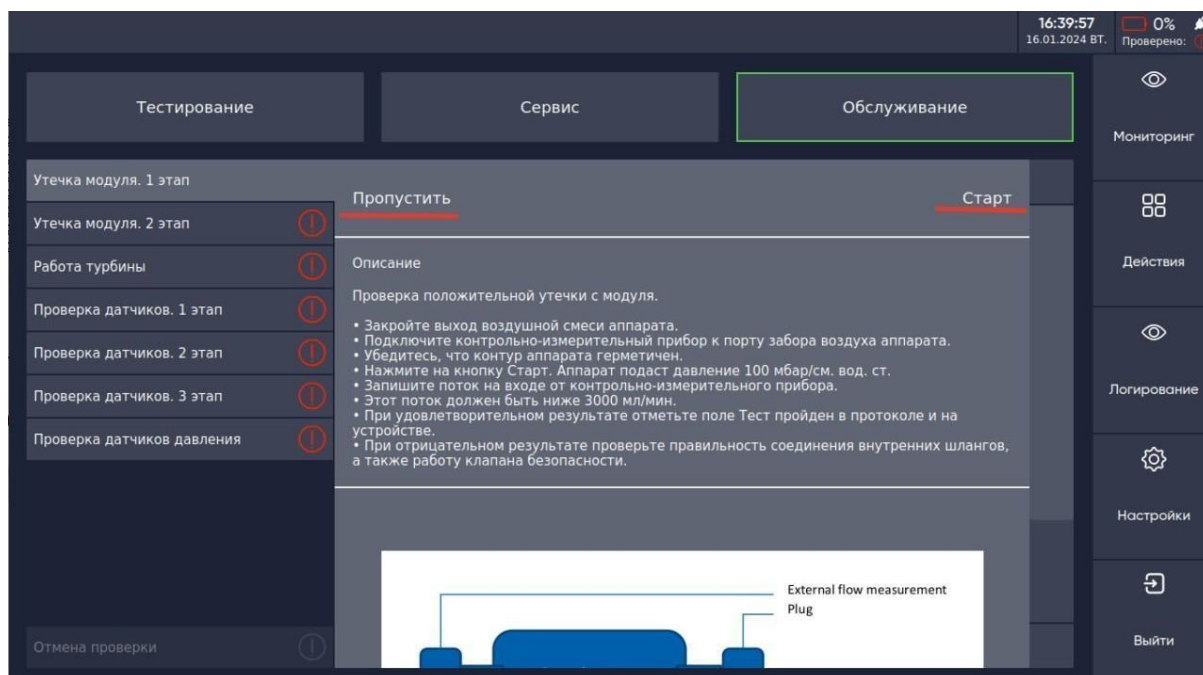 16:39:57
0%
16.01.2024 ВТ.
Проверено:
Тестирование
Сервис
Обслуживание
Мониторинг
Утечка модуля. 1 этап
Утечка модуля. 2 этап
Работа турбины
Проверка датчиков. 1 этап
Проверка датчиков. 2 этап
Проверка датчиков. 3 этап
Проверка датчиков давления
Отмена проверки
Пропустить
Старт
Описание
Проверка положительной утечки с модуля.
• Закройте выход воздушной смеси аппарата.
• Подключите контрольно-измерительный прибор к порту забора воздуха аппарата.
• Убедитесь, что контур аппарата герметичен.
• Нажмите на кнопку Старт. Аппарат подаст давление 100 мбар/см. вод. ст.
• Запишите поток на входе от контрольно-измерительного прибора.
• Этот поток должен быть ниже 3000 мл/мин.
• При удовлетворительном результате отметьте поле Тест пройден в протоколе и на
устройстве.
• При отрицательном результате проверьте правильность соединения внутренних шлангов,
а также работу клапана безопасности.
External flow measurement
Plug
Действия
Логирование
Настройки
Выйти